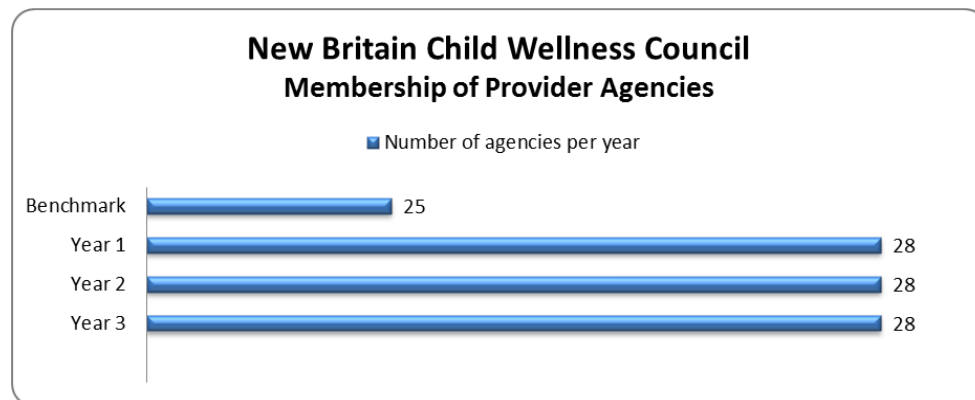 New Britain Child Wellness Council
Membership of Provider Agencies
Number of agencies per year
Benchmark 25
Year 1 28
Year 2 28
Year 3 28